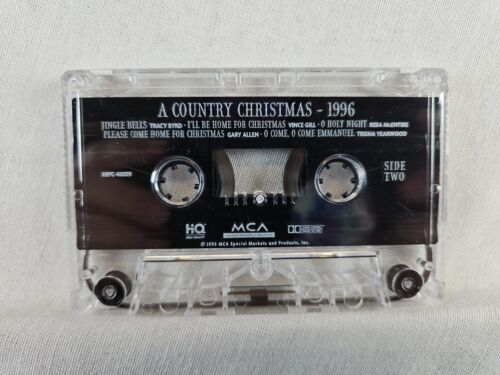 A COUNTRY CHRISTMAS - 1996
JINGLE BELLS TRACY BYRD · I'LL BE HOME FOR CHRISTMAS VINCE GILL · O HOLY NIGHT REBA McENTIRE
PLEASE COME HOME FOR CHRISTMAS GARY ALLEN · O COME, O COME EMMANUEL TRISHA YEARWOOD
SIDE
TWO
HQ
MCA
© 1996 MCA Special Markets and Products, Inc.